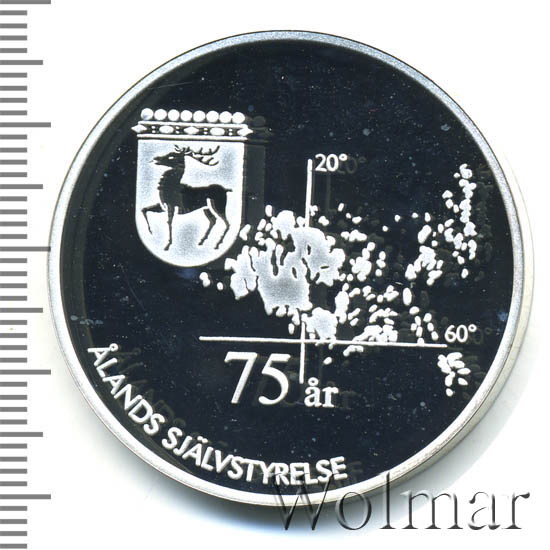 20°
60°
75 år
ÅLANDS SJÄLVSTYRELSE
Wolmar